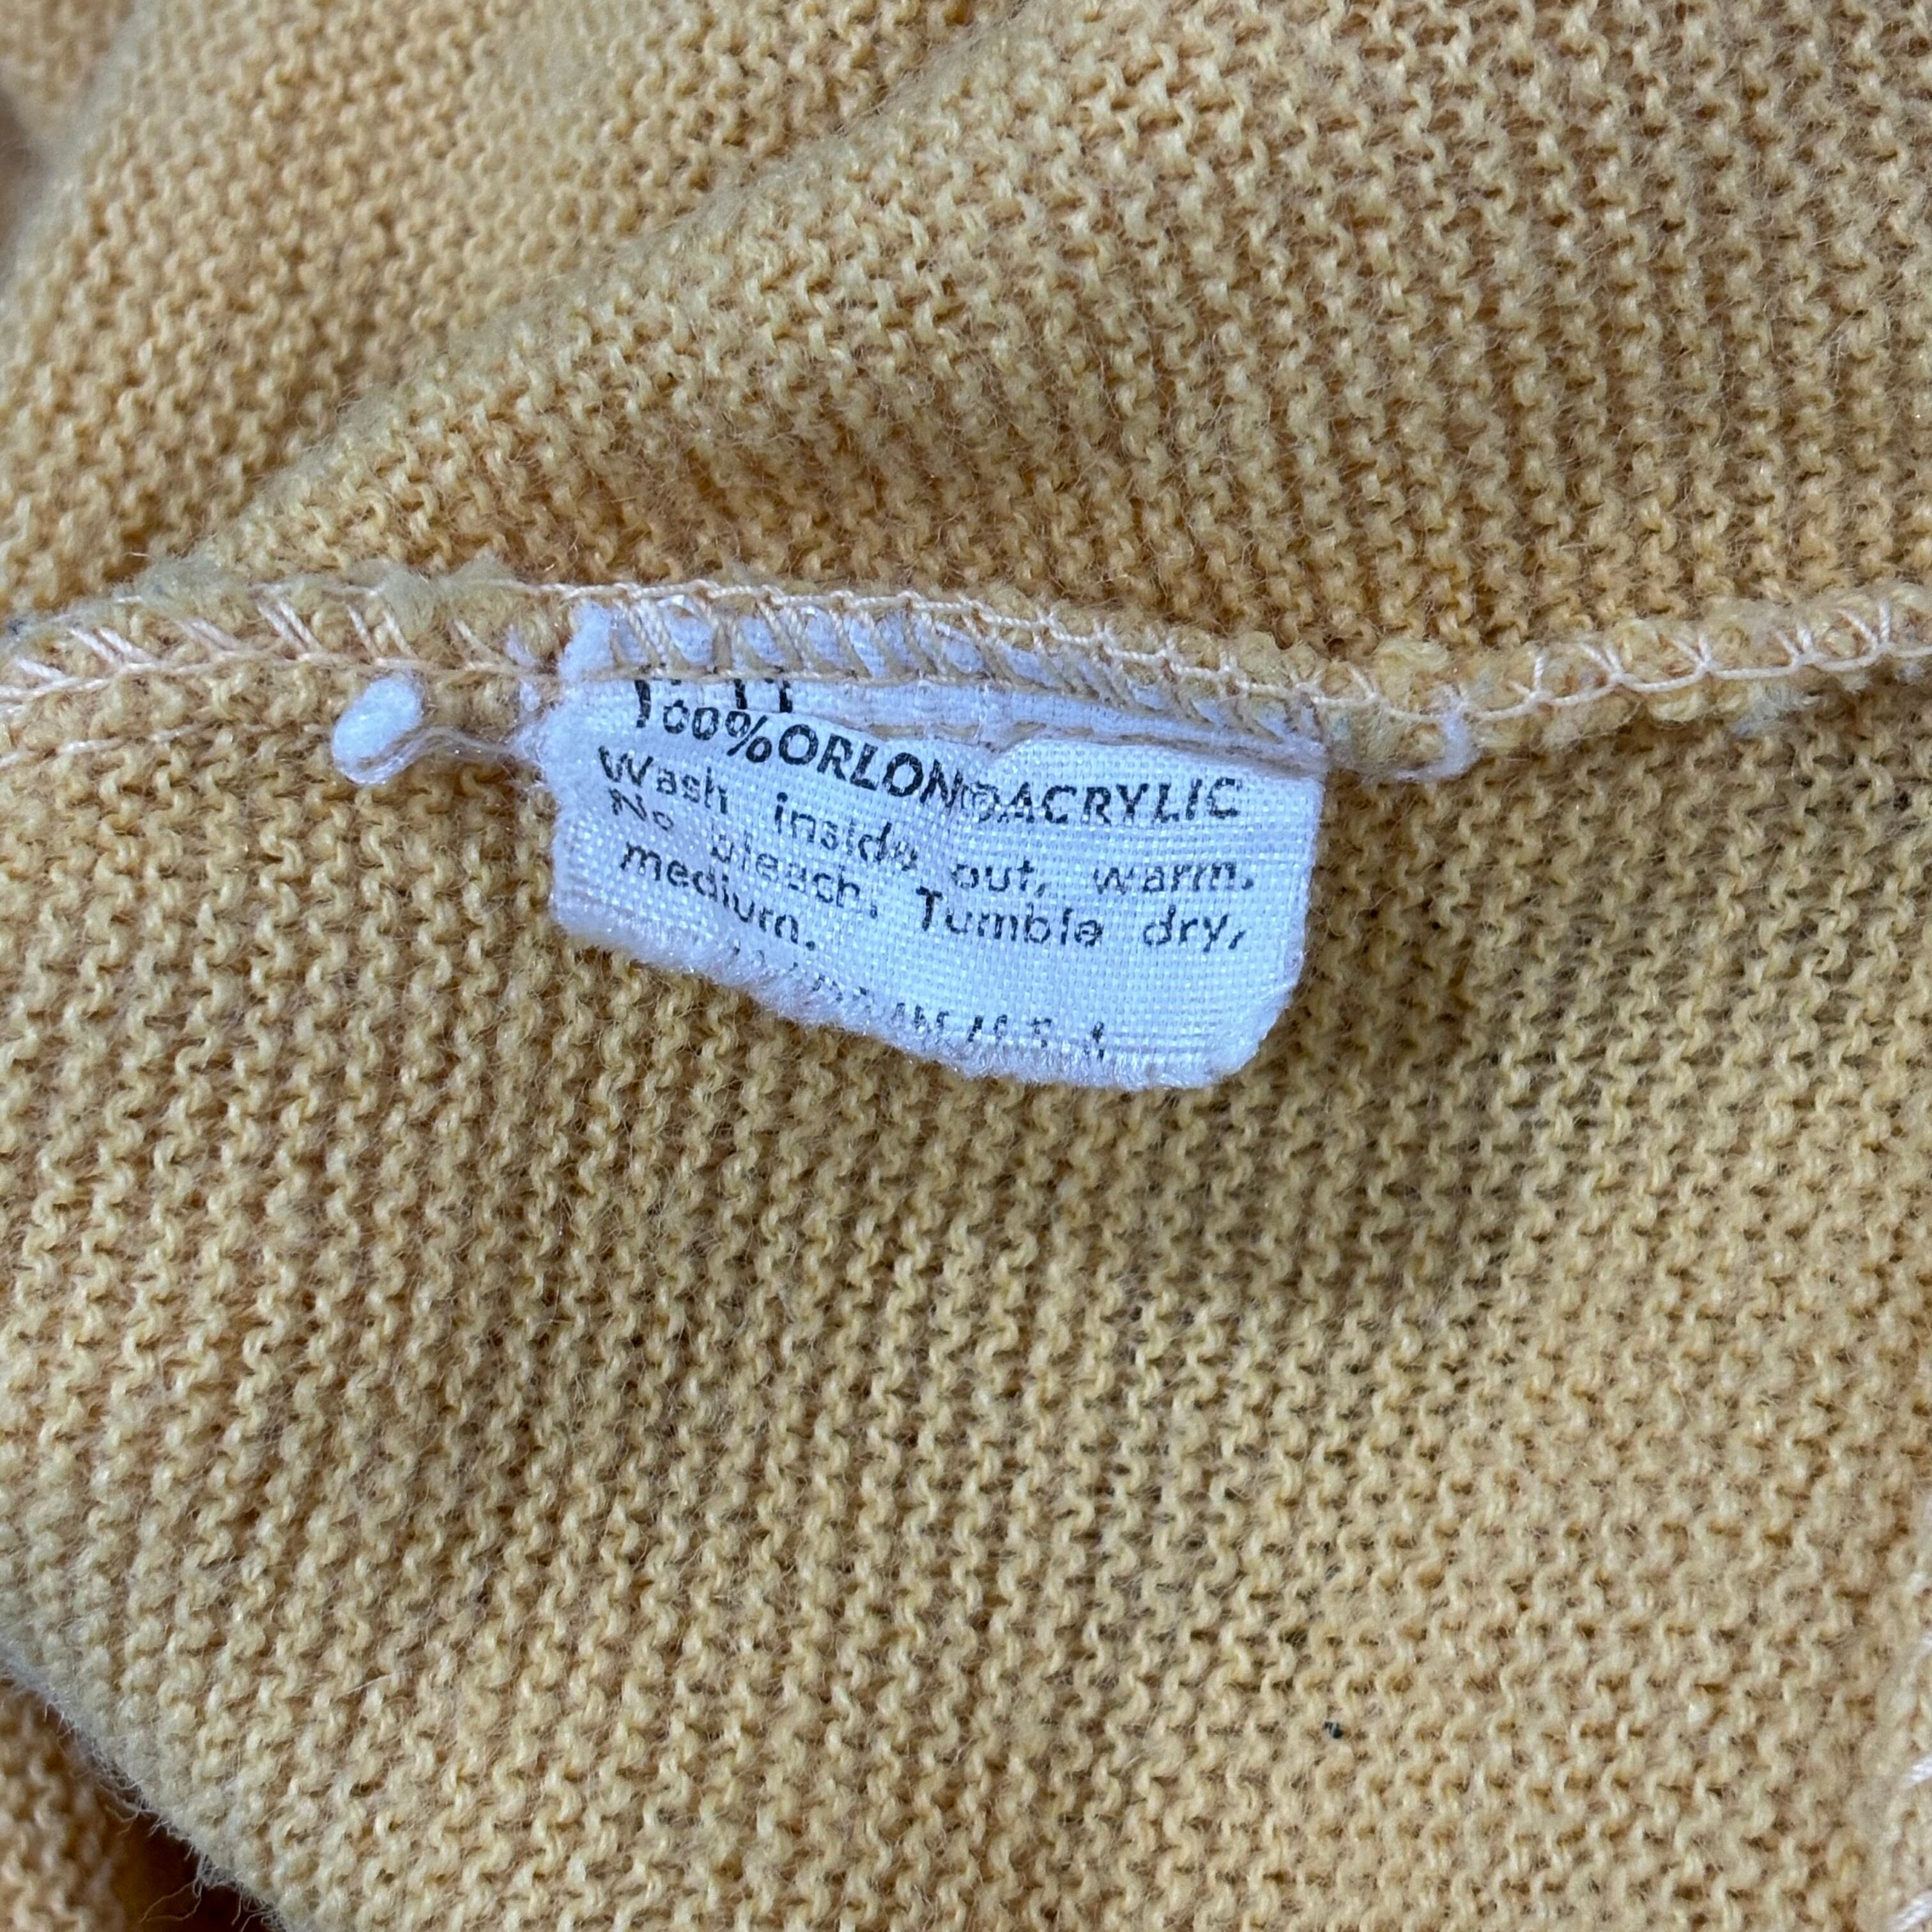 100%ORLON®ACRYLIC
Wash inside out, warm.
No bleach. Tumble dry,
medium.